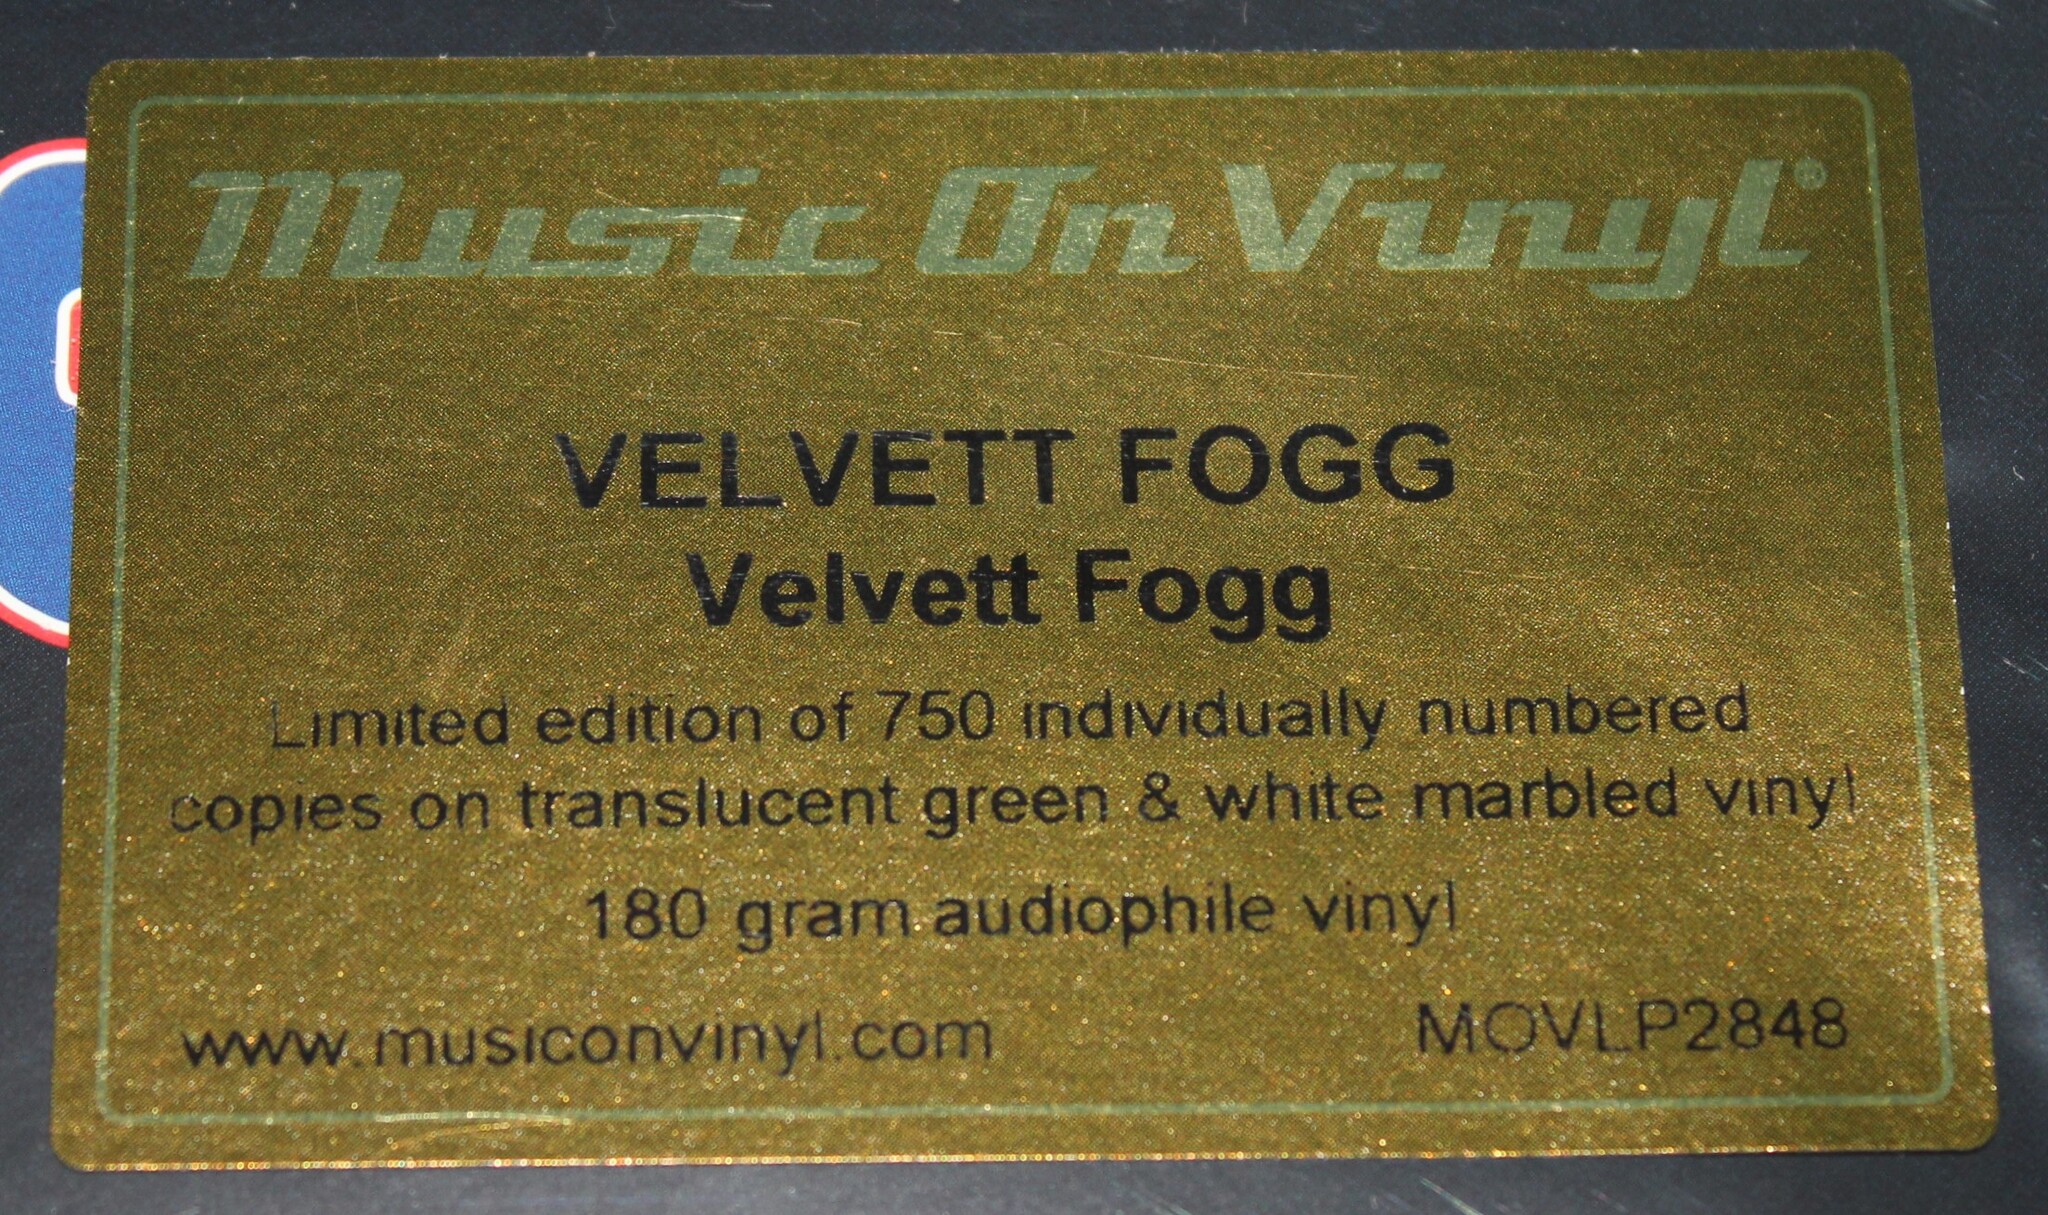 Music On Vinyl®
VELVETT FOGG
Velvett Fogg
Limited edition of 750 individually numbered
copies on translucent green & white marbled vinyl
180 gram audiophile vinyl
www.musiconvinyl.com
MOVLP2848